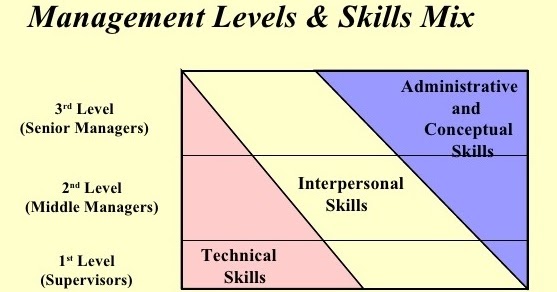 Management Levels & Skills Mix
Administrative
and
Conceptual
Skills
3rd Level
(Senior Managers)
Interpersonal
Skills
2nd Level
(Middle Managers)
Technical
Skills
1st Level
(Supervisors)